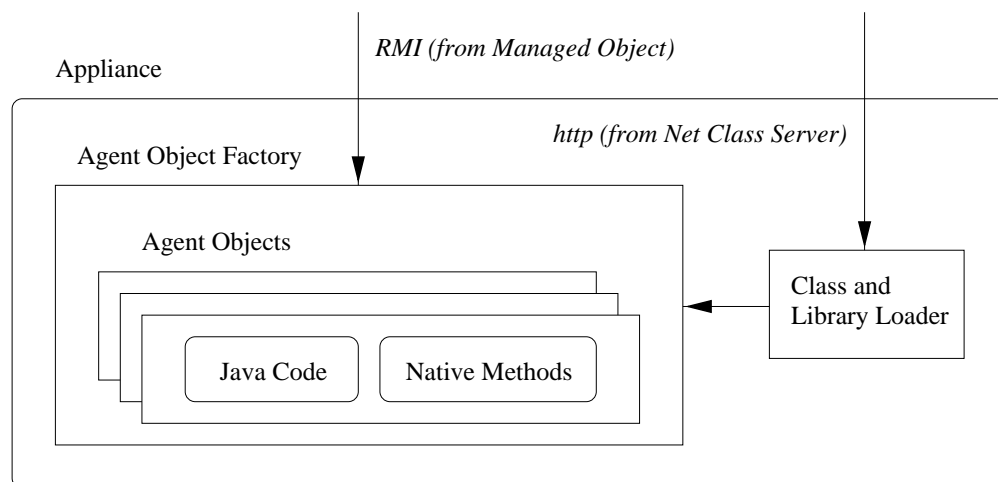 RMI (from Managed Object)
Appliance
http (from Net Class Server)
Agent Object Factory
Agent Objects
Class and
Library Loader
Java Code
Native Methods